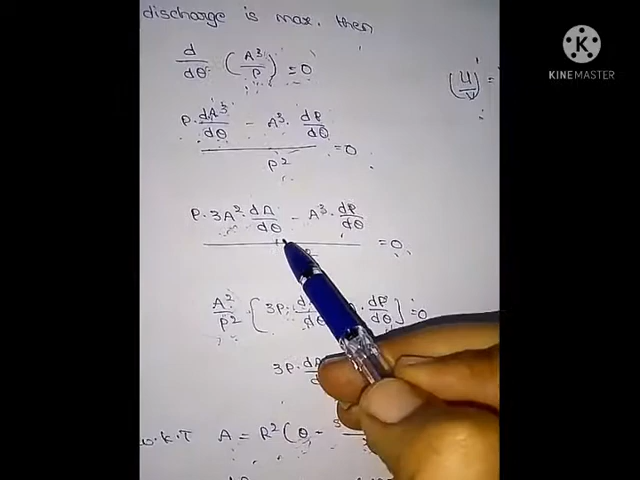 discharge is max. then
d/dθ (A³/P) = 0
(u/v)' =
KINEMASTER
P. dA³/dθ - A³. dP/dθ / P² = 0
P. 3A². dA/dθ - A³. dP/dθ / ² = 0
A²/P² [ 3P. dP/dθ ] = 0
3P. dA
W.K.T A = R² (θ -